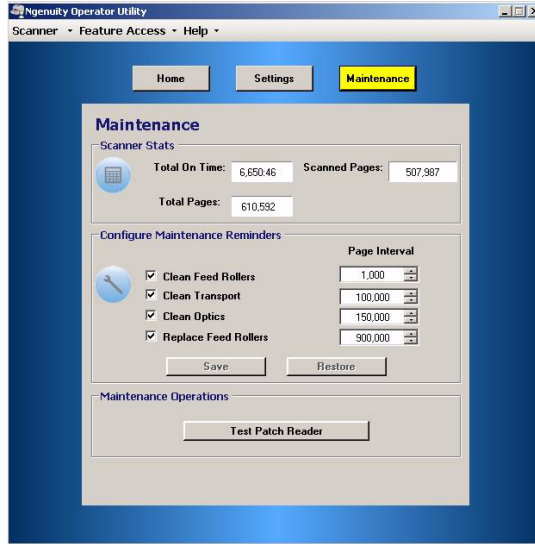 Ngenuity Operator Utility
Scanner Feature Access Help
Home Settings Maintenance
Maintenance
Scanner Stats
Total On Time: 6,650:46 Scanned Pages: 507,987
Total Pages: 610,592
Configure Maintenance Reminders
Page Interval
Clean Feed Rollers 1,000
Clean Transport 100,000
Clean Optics 150,000
Replace Feed Rollers 900,000
Save Restore
Maintenance Operations
Test Patch Reader